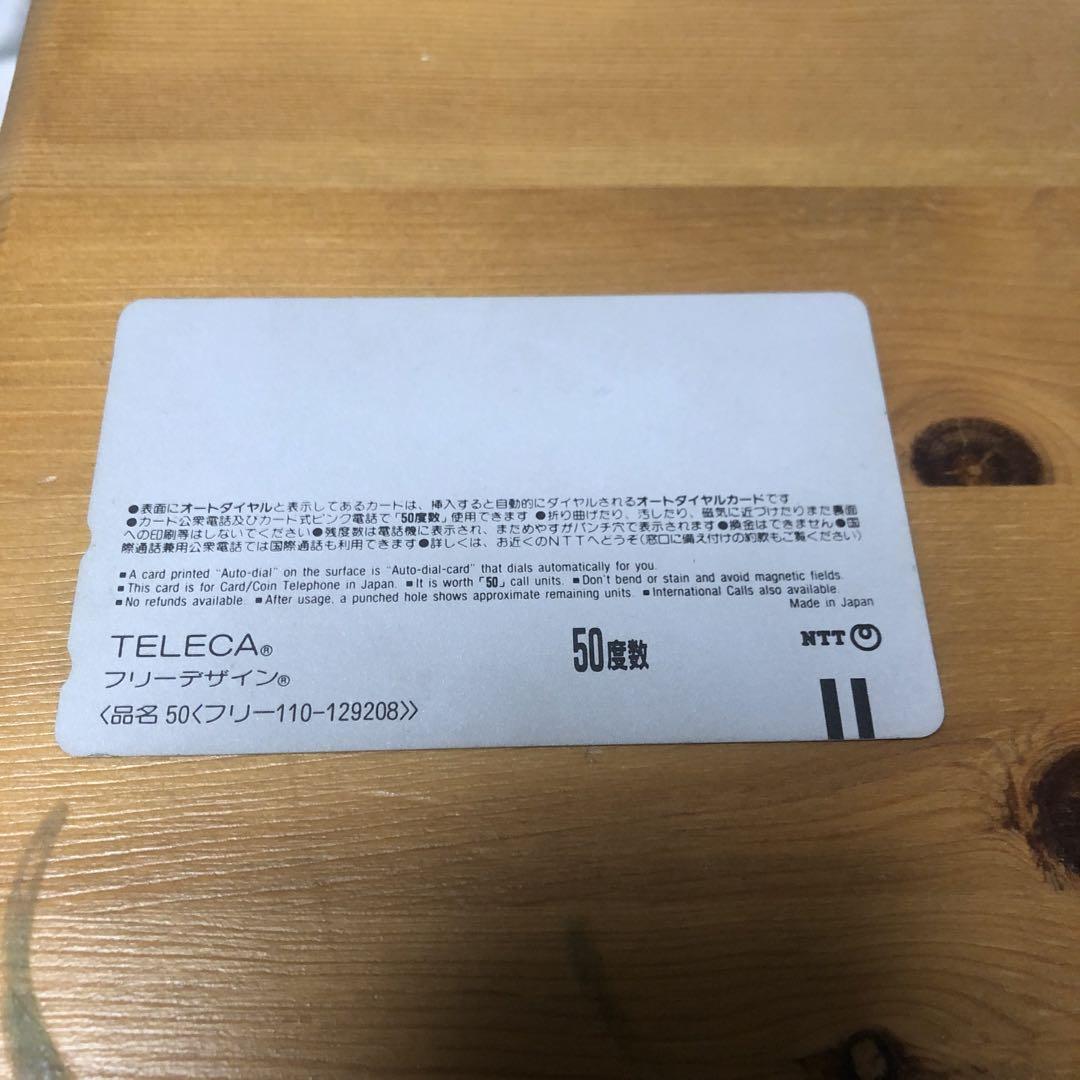 ●表面にオートダイヤルと表示してあるカードは、挿入すると自動的にダイヤルされるオートダイヤルカードです
●カード公衆電話及びカード式ピンク電話で「50度数」使用できます ●折り曲げたり、汚したり、磁気に近づけたりまた裏面
への印刷等はしないでください ●残度数は電話機に表示され、まためやすがパンチ穴で表示されます ●換金はできません ●国
際通話兼用公衆電話では国際通話も利用できます ●詳しくは、お近くのNTTへどうぞ(窓口に備え付けの約款もご覧ください)
■ A card printed "Auto-dial" on the surface is "Auto-dial-card" that dials automatically for you.
■ This card is for Card/Coin Telephone in Japan. ■ It is worth「50」call units. ■ Don't bend or stain and avoid magnetic fields.
■ No refunds available. ■ After usage, a punched hole shows approximate remaining units. ■ International Calls also available.
Made in Japan
TELECA® 50度数 NTT
フリーデザイン®
〈品名 50〈フリー110-129208〉〉